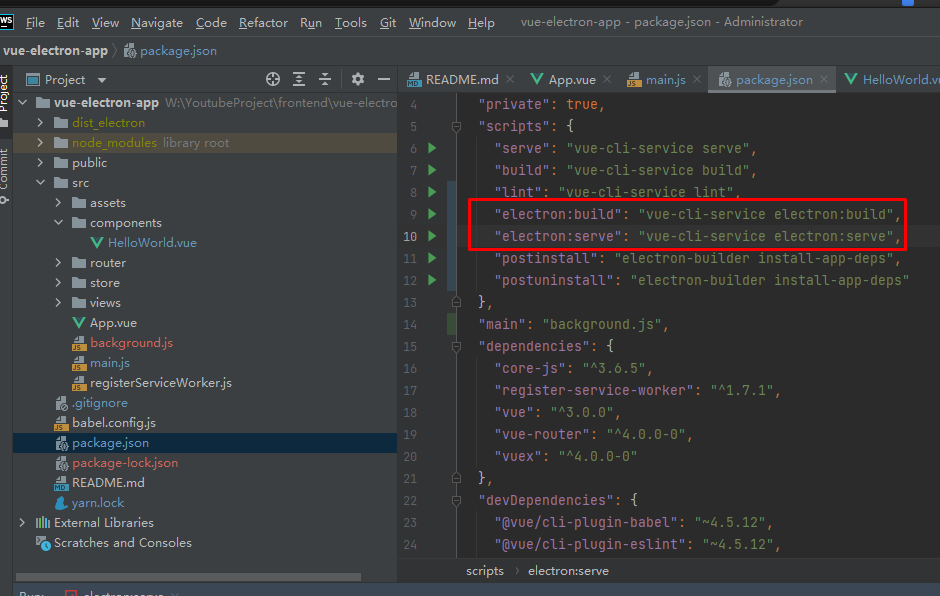 WS File Edit View Navigate Code Refactor Run Tools Git Window Help vue-electron-app - package.json - Administrator
vue-electron-app package.json
Project
Commit
Project
vue-electron-app W:\YoutubeProject\frontend\vue-electro
dist_electron
node_modules library root
public
src
assets
components
HelloWorld.vue
router
store
views
App.vue
background.js
main.js
registerServiceWorker.js
.gitignore
babel.config.js
package.json
package-lock.json
README.md
yarn.lock
External Libraries
Scratches and Consoles
README.md App.vue main.js package.json HelloWorld.vu
4 "private": true,
5 "scripts": {
6 "serve": "vue-cli-service serve",
7 "build": "vue-cli-service build",
8 "lint": "vue-cli-service lint",
9 "electron:build": "vue-cli-service electron:build",
10 "electron:serve": "vue-cli-service electron:serve",
11 "postinstall": "electron-builder install-app-deps",
12 "postuninstall": "electron-builder install-app-deps"
13 },
14 "main": "background.js",
15 "dependencies": {
16 "core-js": "^3.6.5",
17 "register-service-worker": "^1.7.1",
18 "vue": "^3.0.0",
19 "vue-router": "^4.0.0-0",
20 "vuex": "^4.0.0-0"
21 },
22 "devDependencies": {
23 "@vue/cli-plugin-babel": "~4.5.12",
24 "@vue/cli-plugin-eslint": "~4.5.12",
scripts electron:serve
Run: electron:serve